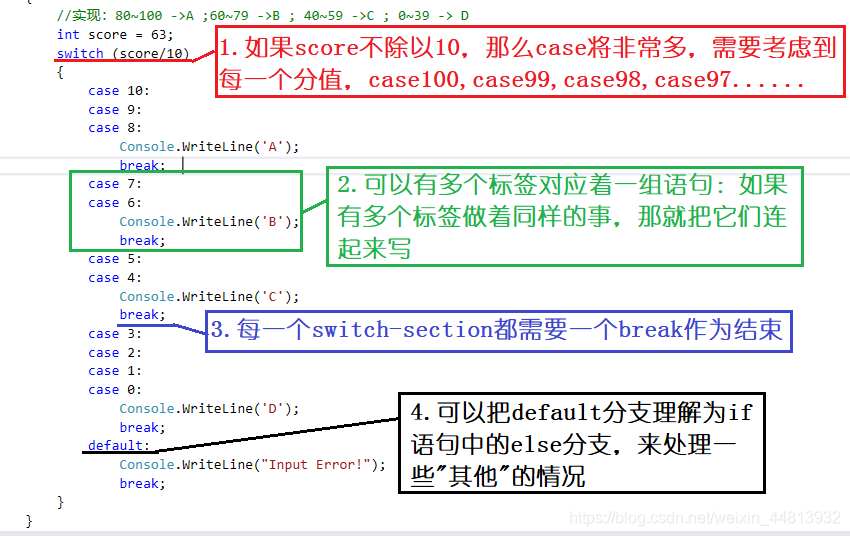 {
//实现: 80~100 ->A ;60~79 ->B ; 40~59 ->C ; 0~39 -> D
int score = 63;
switch (score/10)
1.如果score不除以10，那么case将非常多，需要考虑到
每一个分值，case100,case99,case98,case97......
{
case 10:
case 9:
case 8:
Console.WriteLine('A');
break;
case 7:
case 6:
Console.WriteLine('B');
break;
2.可以有多个标签对应着一组语句: 如果
有多个标签做着同样的事，那就把它们连
起来写
case 5:
case 4:
Console.WriteLine('C');
break;
3.每一个switch-section都需要一个break作为结束
case 3:
case 2:
case 1:
case 0:
Console.WriteLine('D');
break;
default:
Console.WriteLine("Input Error!");
break;
4.可以把default分支理解为if
语句中的else分支，来处理一
些"其他"的情况
}
}
https://blog.csdn.net/weixin_44813932